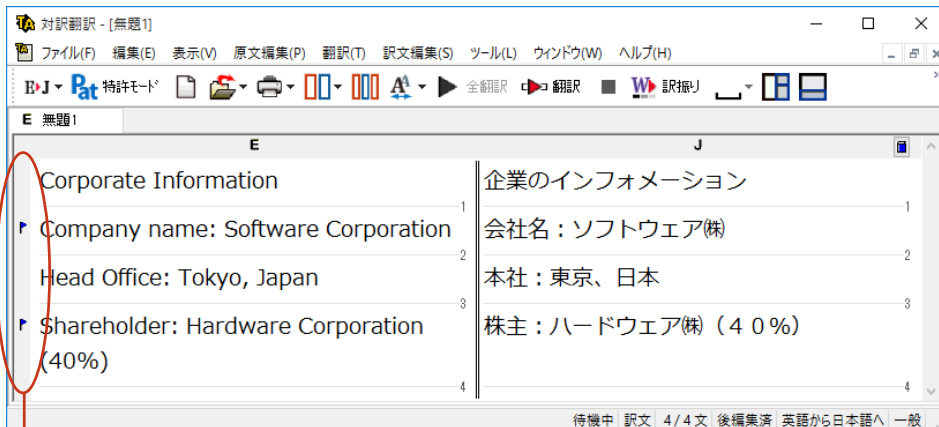 対訳翻訳 - [無題1]
ファイル(F) 編集(E) 表示(V) 原文編集(P) 翻訳(T) 訳文編集(S) ツール(L) ウィンドウ(W) ヘルプ(H)
E▸J Pat 特許モード A 全翻訳 翻訳 W 訳振り
E 無題1
E J
Corporate Information 企業のインフォメーション
1 1
Company name: Software Corporation 会社名:ソフトウェア㈱
2 2
Head Office: Tokyo, Japan 本社:東京、日本
3 3
Shareholder: Hardware Corporation 株主:ハードウェア㈱(40%)
(40%)
4 4
待機中 訳文 4/4文 後編集済 英語から日本語へ 一般